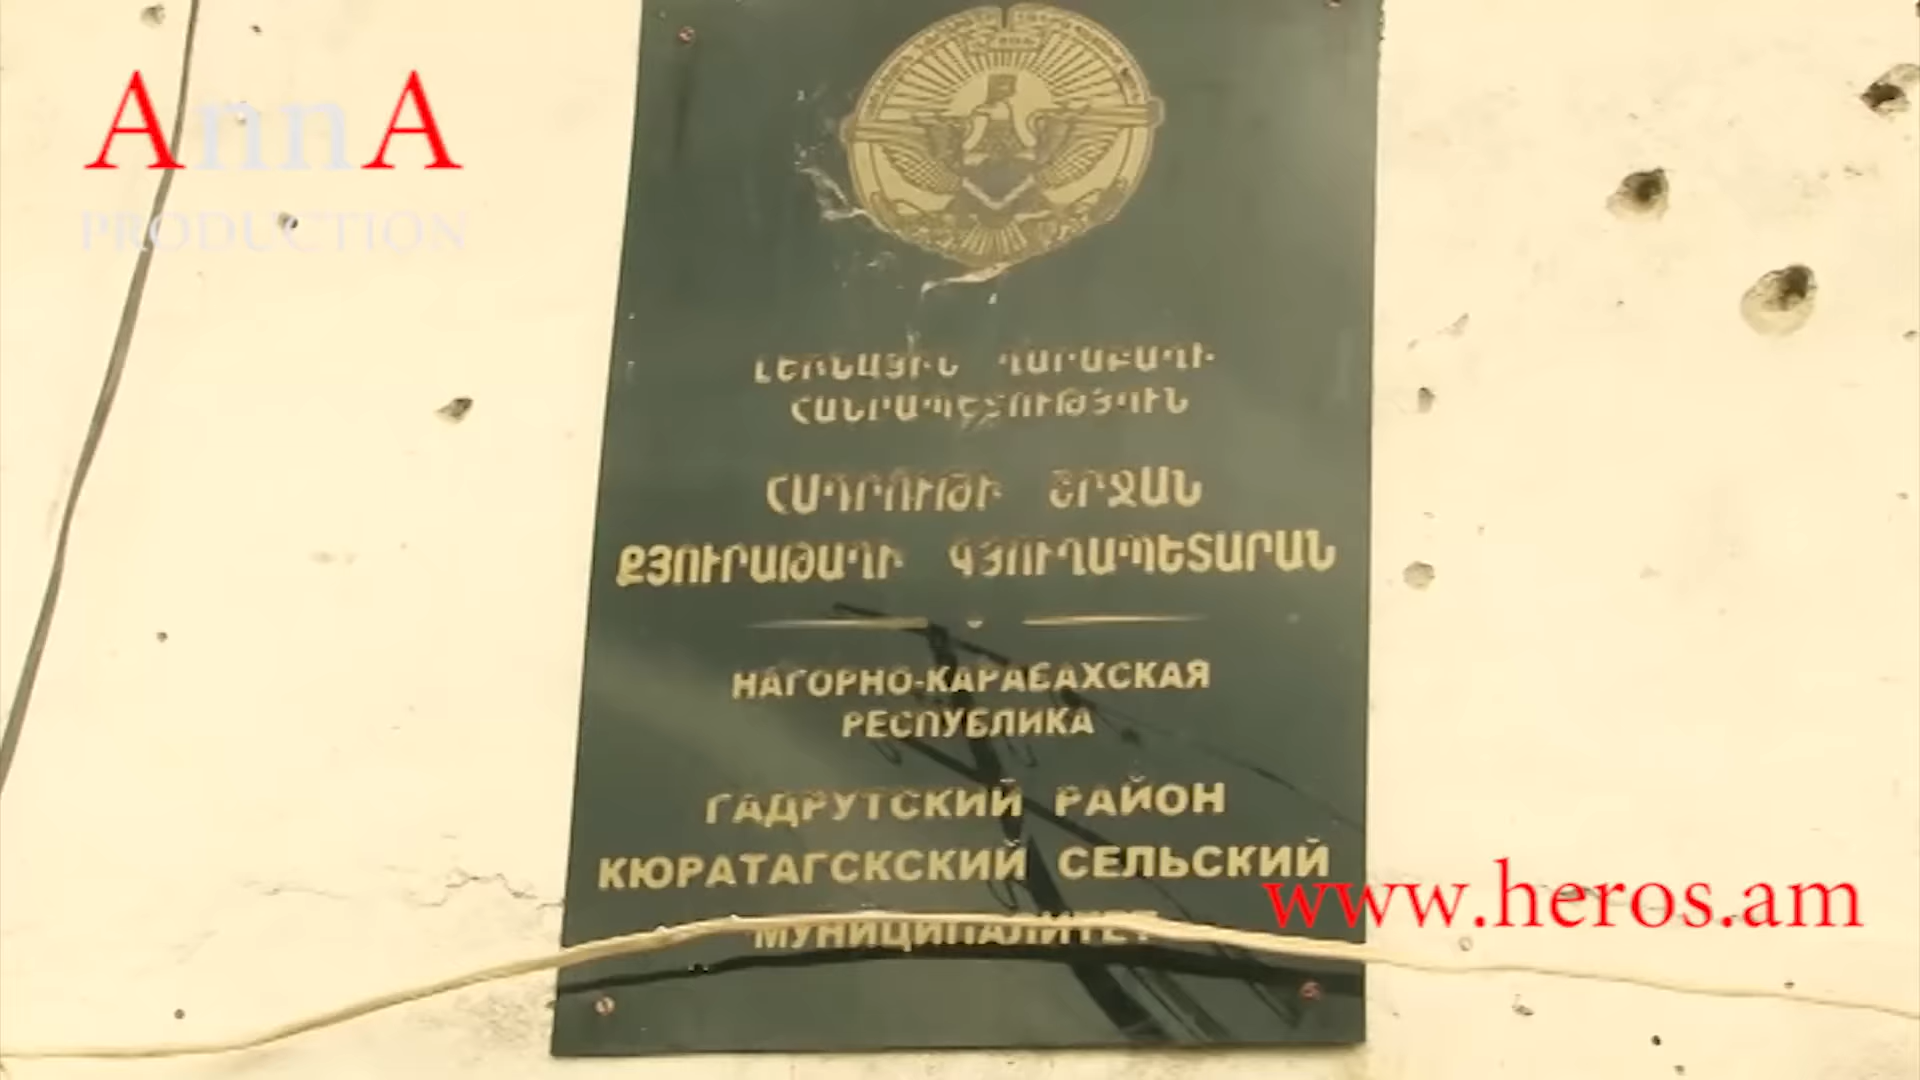 AnnA
PRODUCTION
ԼԵՌՆԱՅԻՆ ՂԱՐԱԲԱՂԻ
ՀԱՆՐԱՊԵՏՈՒԹՅՈՒՆ
ՀԱԴՐՈՒԹԻ ՇՐՋԱՆ
ՔՅՈՒՐԱԹԱՂԻ ԳՅՈՒՂԱՊԵՏԱՐԱՆ
НАГОРНО-КАРАБАХСКАЯ
РЕСПУБЛИКА
ГАДРУТСКИЙ РАЙОН
КЮРАТАГСКСКИЙ СЕЛЬСКИЙ
МУНИЦИПАЛИТЕТ
www.heros.am